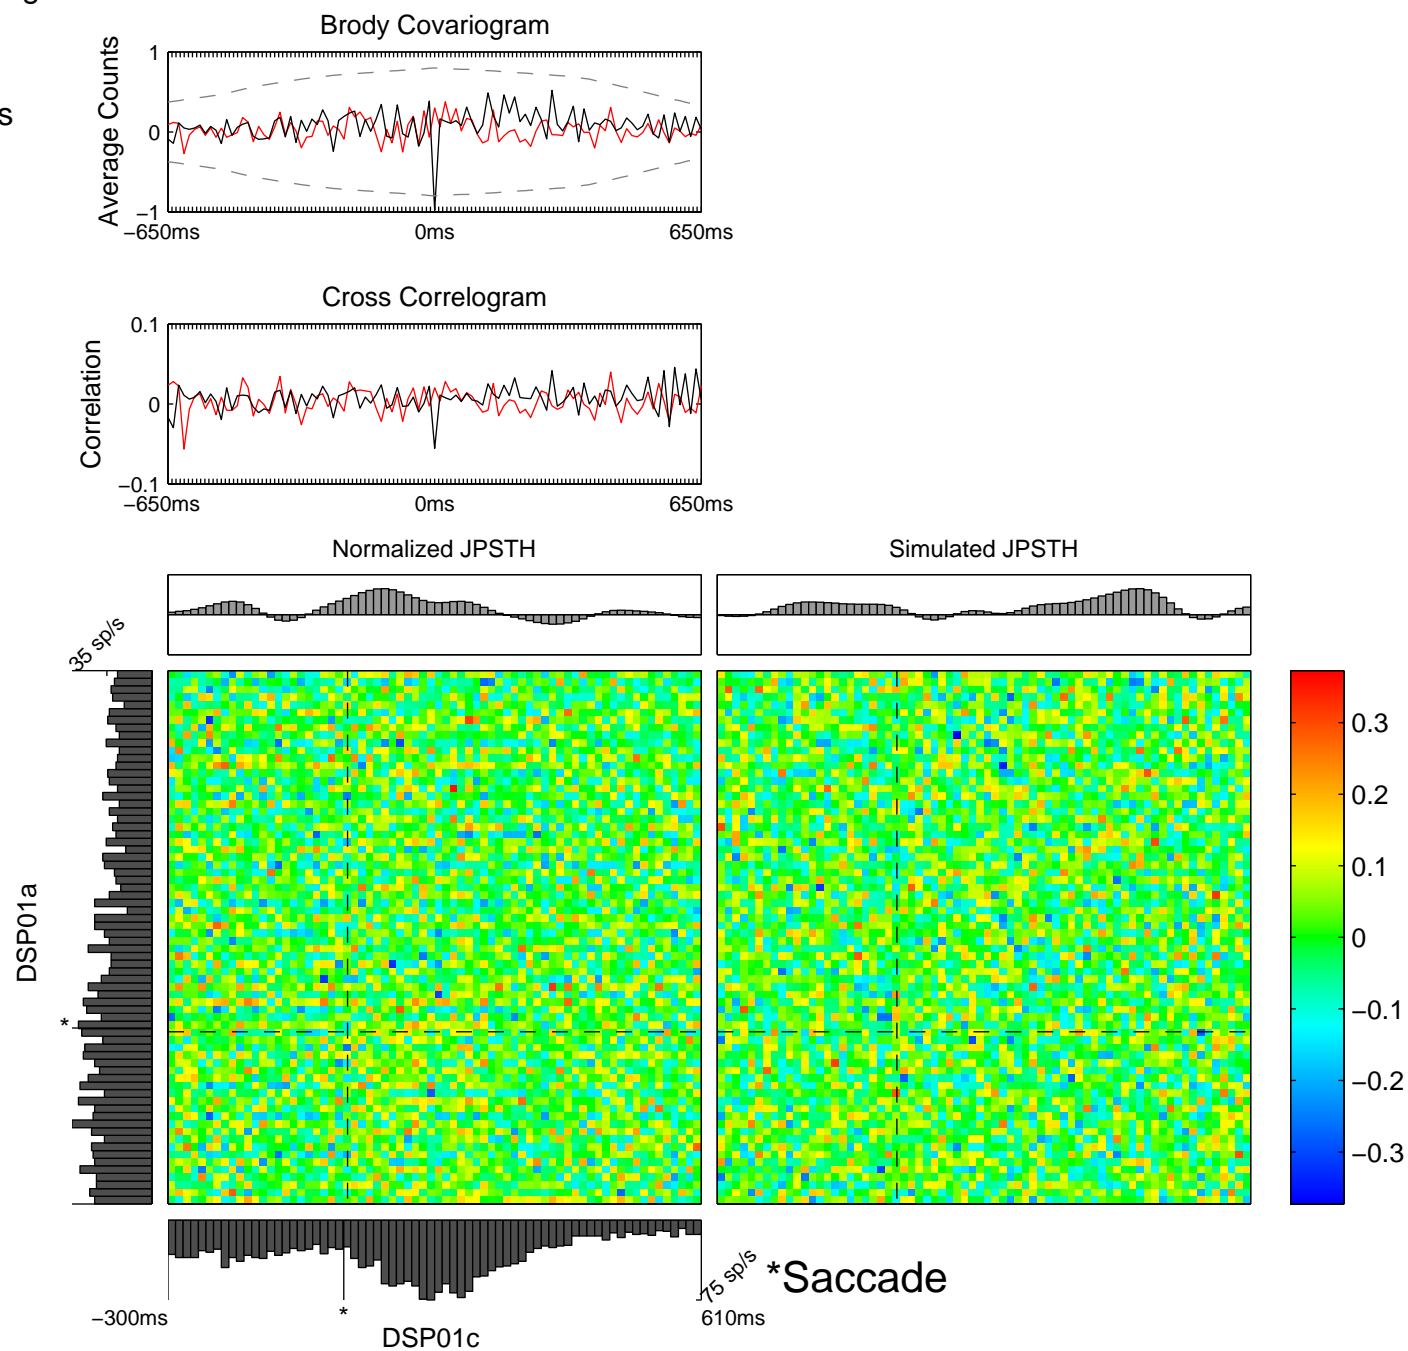 g
Brody Covariogram
s
Average Counts
1
0
−1
−650ms
0ms
650ms
Cross Correlogram
Correlation
0.1
0
−0.1
−650ms
0ms
650ms
Normalized JPSTH
Simulated JPSTH
35 sp/s
DSP01a
*
0.3
0.2
0.1
0
−0.1
−0.2
−0.3
75 sp/s
*Saccade
−300ms
*
610ms
DSP01c